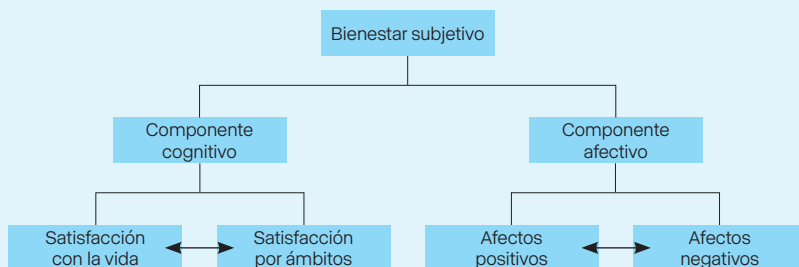 Bienestar subjetivo
Componente
cognitivo
Componente
afectivo
Satisfacción
con la vida
Satisfacción
por ámbitos
Afectos
positivos
Afectos
negativos